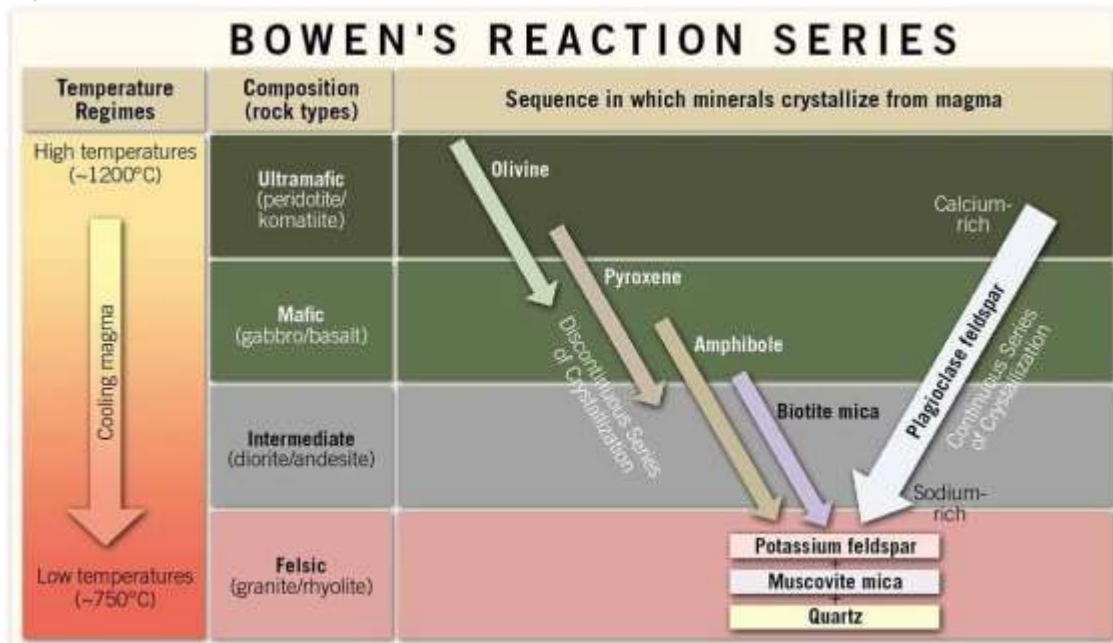 BOWEN'S REACTION SERIES
Temperature
Regimes
Composition
(rock types)
Sequence in which minerals crystallize from magma
High temperatures
(~1200°C)
Cooling magma
Low temperatures
(~750°C)
Ultramafic
(peridotite/
komatiite)
Mafic
(gabbro/basalt)
Intermediate
(diorite/andesite)
Felsic
(granite/rhyolite)
Olivine
Pyroxene
Amphibole
Biotite mica
Discontinuous Series
of Crystallization
Calcium-
rich
Plagioclase feldspar
Continuous Series
of Crystallization
Sodium-
rich
Potassium feldspar
+
Muscovite mica
+
Quartz